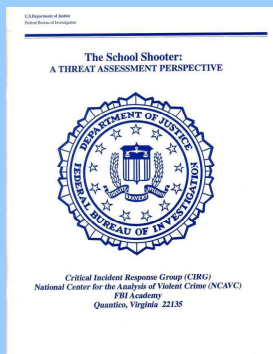 U.S.Department of Justice
Federal Bureau of Investigation
The School Shooter:
A THREAT ASSESSMENT PERSPECTIVE
DEPARTMENT OF JUSTICE
FEDERAL BUREAU OF INVESTIGATION
FIDELITY BRAVERY INTEGRITY
Critical Incident Response Group (CIRG)
National Center for the Analysis of Violent Crime (NCAVC)
FBI Academy
Quantico, Virginia 22135